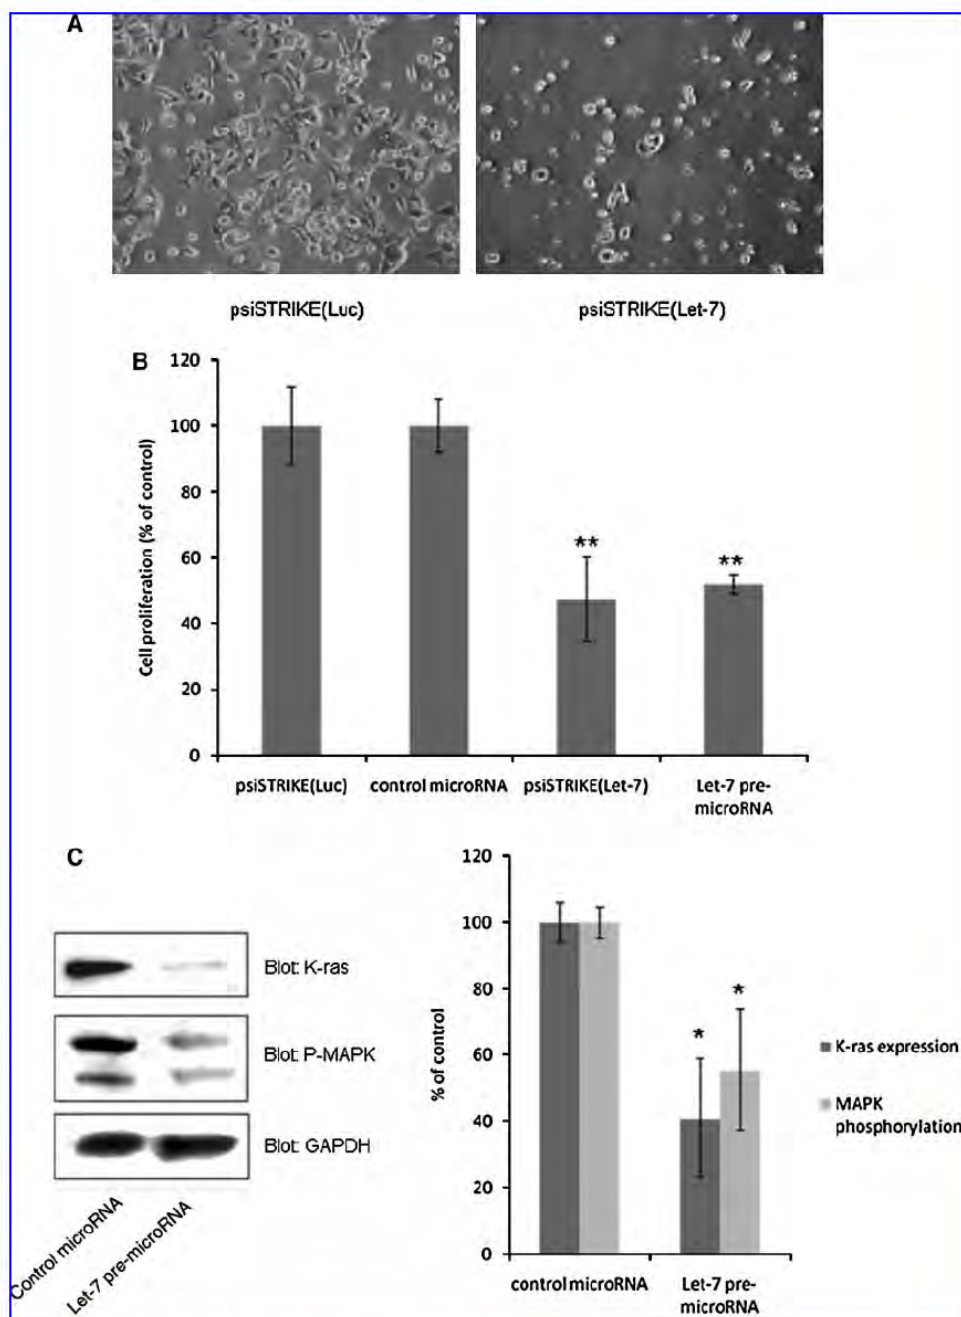 A
psiSTRIKE(Luc)
psiSTRIKE(Let-7)
B
120
100
80
60
40
20
0
Cell proliferation (% of control)
**
**
psiSTRIKE(Luc)
control microRNA
psiSTRIKE(Let-7)
Let-7 pre-
microRNA
C
Blot: K-ras
Blot: P-MAPK
Blot: GAPDH
Control microRNA
Let-7 pre-microRNA
120
100
80
60
40
20
0
% of control
*
*
control microRNA
Let-7 pre-
microRNA
K-ras expression
MAPK
phosphorylation